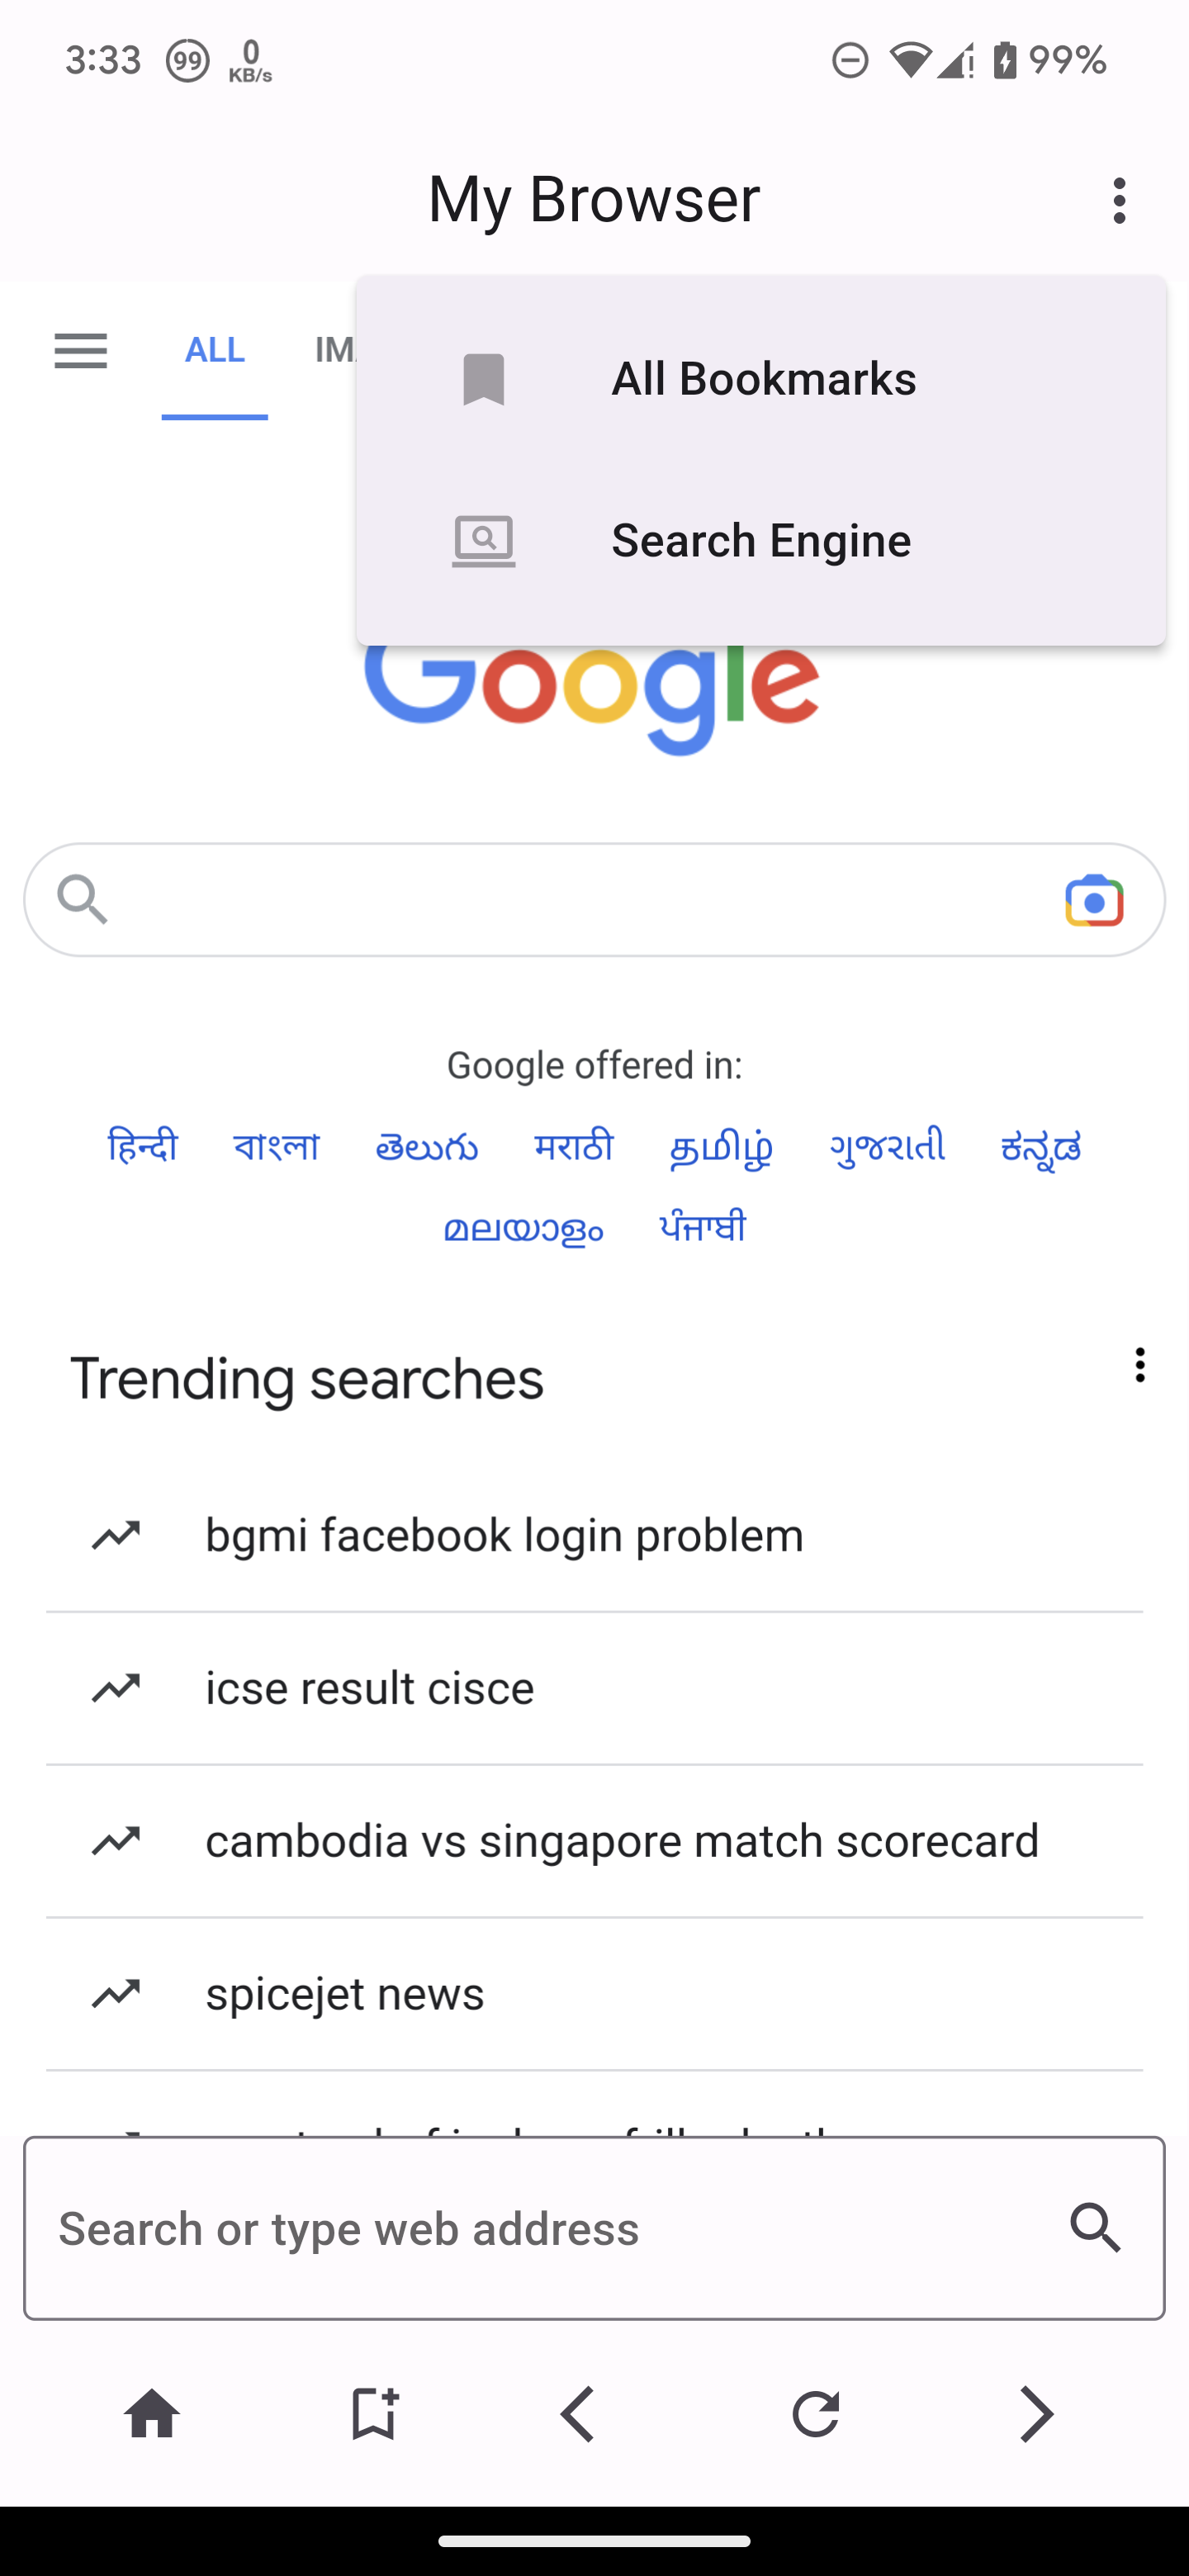 3:33 99 0 KB/s 99%
My Browser
ALL
All Bookmarks
Search Engine
Google
Google offered in:
हिन्दी বাংলা తెలుగు मराठी தமிழ் ગુજરાતી ಕನ್ನಡ
മലയാളം ਪੰਜਾਬੀ
Trending searches
bgmi facebook login problem
icse result cisce
cambodia vs singapore match scorecard
spicejet news
Search or type web address